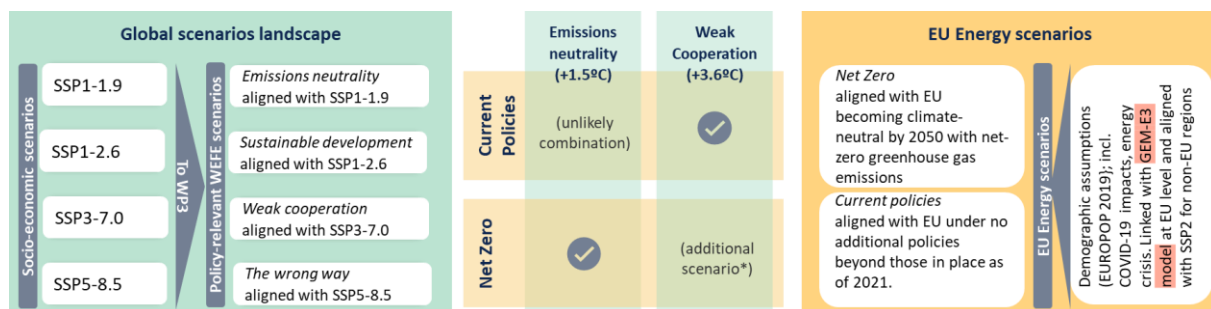 Global scenarios landscape
Socio-economic scenarios
SSP1-1.9
SSP1-2.6
SSP3-7.0
SSP5-8.5
To WP3
Policy-relevant WEFE scenarios
Emissions neutrality
aligned with SSP1-1.9
Sustainable development
aligned with SSP1-2.6
Weak cooperation
aligned with SSP3-7.0
The wrong way
aligned with SSP5-8.5
Emissions
neutrality
(+1.5ºC)
Weak
Cooperation
(+3.6ºC)
Current
Policies
(unlikely
combination)
Net Zero
(additional
scenario*)
EU Energy scenarios
Net Zero
aligned with EU
becoming climate-
neutral by 2050 with net-
zero greenhouse gas
emissions
Current policies
aligned with EU under no
additional policies
beyond those in place as
of 2021.
EU Energy scenarios
Demographic assumptions
(EUROPOP 2019); incl.
COVID-19 impacts, energy
crisis. Linked with GEM-E3
model at EU level and aligned
with SSP2 for non-EU regions